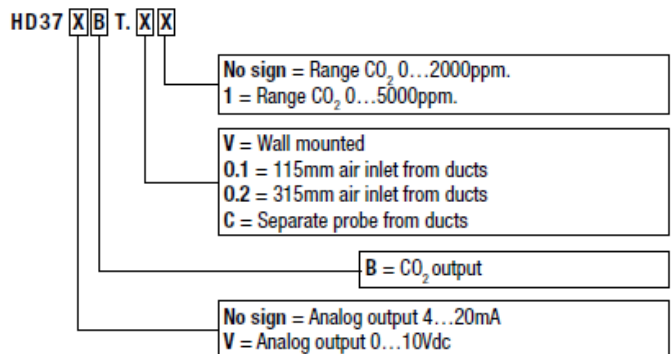 HD37 X B T. X X
No sign = Range CO₂ 0...2000ppm.
1 = Range CO₂ 0...5000ppm.
V = Wall mounted
0.1 = 115mm air inlet from ducts
0.2 = 315mm air inlet from ducts
C = Separate probe from ducts
B = CO₂ output
No sign = Analog output 4...20mA
V = Analog output 0...10Vdc